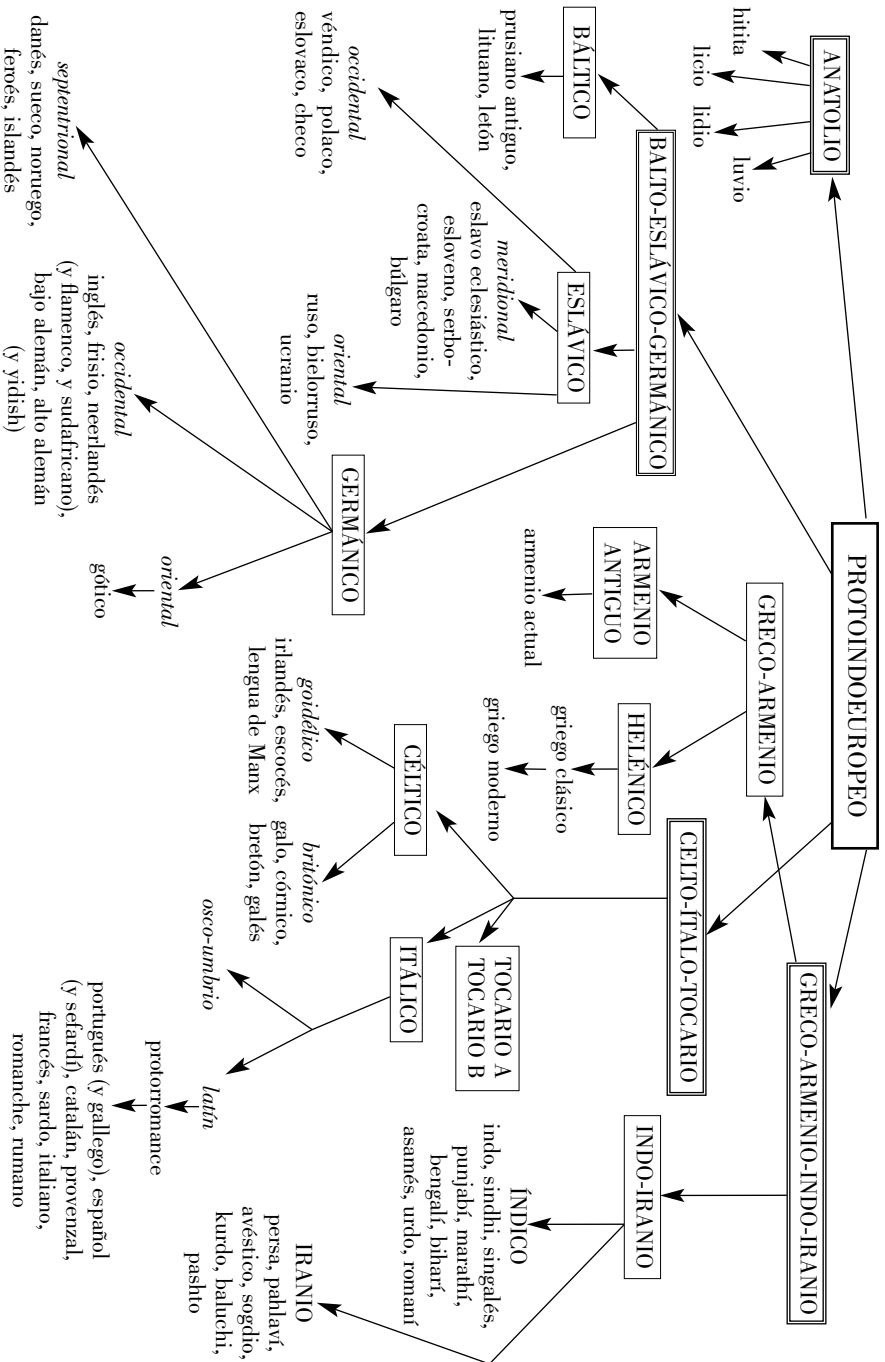 PROTOINDOEUROPEO
ANATOLIO
hitita
licio
lidio
luvio
BALTO-ESLÁVICO-GERMÁNICO
BÁLTICO
prusiano antiguo,
lituano, letón
ESLÁVICO
occidental
véndico, polaco,
eslovaco, checo
meridional
eslavo eclesiástico,
esloveno, serbo-
croata, macedonio,
búlgaro
oriental
ruso, bielorruso,
ucranio
GERMÁNICO
septentrional
danés, sueco, noruego,
feroés, islandés
occidental
inglés, frisio, neerlandés
(y flamenco, y sudafricano),
bajo alemán, alto alemán
(y yidish)
oriental
gótico
GRECO-ARMENIO
ARMENIO
ANTIGUO
armenio actual
HELÉNICO
griego clásico
griego moderno
CELTO-ÍTALO-TOCARIO
CÉLTICO
goidélico
irlandés, escocés,
lengua de Manx
británico
galo, córnico,
bretón, galés
TOCARIO A
TOCARIO B
ITÁLICO
osco-umbrio
latín
protorromance
portugués (y gallego), español
(y sefardí), catalán, provenzal,
francés, sardo, italiano,
romanche, rumano
GRECO-ARMENIO-INDO-IRANIO
INDO-IRANIO
ÍNDICO
indo, sindhi, singalés,
punjabí, marathí,
bengalí, biharí,
asamés, urdo, romaní
IRANIO
persa, pahlaví,
avéstico, sogdio,
kurdo, baluchi,
pashto